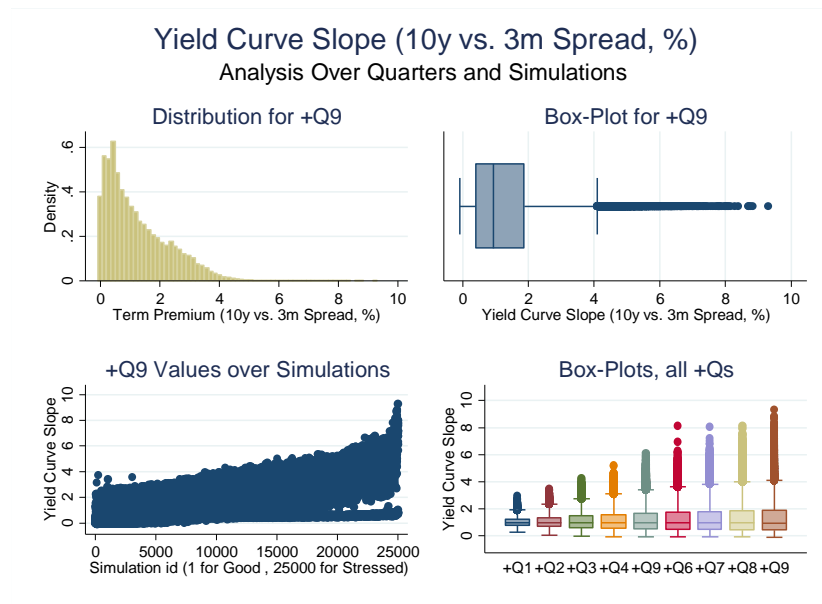 Yield Curve Slope (10y vs. 3m Spread, %)
Analysis Over Quarters and Simulations
Distribution for +Q9
Density
0
.2
.4
.6
0 2 4 6 8 10
Term Premium (10y vs. 3m Spread, %)
Box-Plot for +Q9
0 2 4 6 8 10
Yield Curve Slope (10y vs. 3m Spread, %)
+Q9 Values over Simulations
Yield Curve Slope
0
2
4
6
8
10
0 5000 10000 15000 20000 25000
Simulation id (1 for Good , 25000 for Stressed)
Box-Plots, all +Qs
Yield Curve Slope
0
2
4
6
8
10
+Q1 +Q2 +Q3 +Q4 +Q9 +Q6 +Q7 +Q8 +Q9